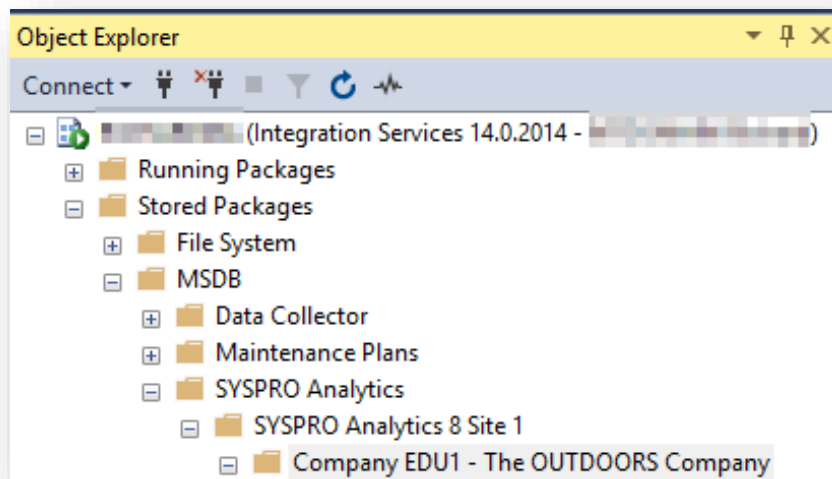 Object Explorer
Connect
(Integration Services 14.0.2014 - )
Running Packages
Stored Packages
File System
MSDB
Data Collector
Maintenance Plans
SYSPRO Analytics
SYSPRO Analytics 8 Site 1
Company EDU1 - The OUTDOORS Company